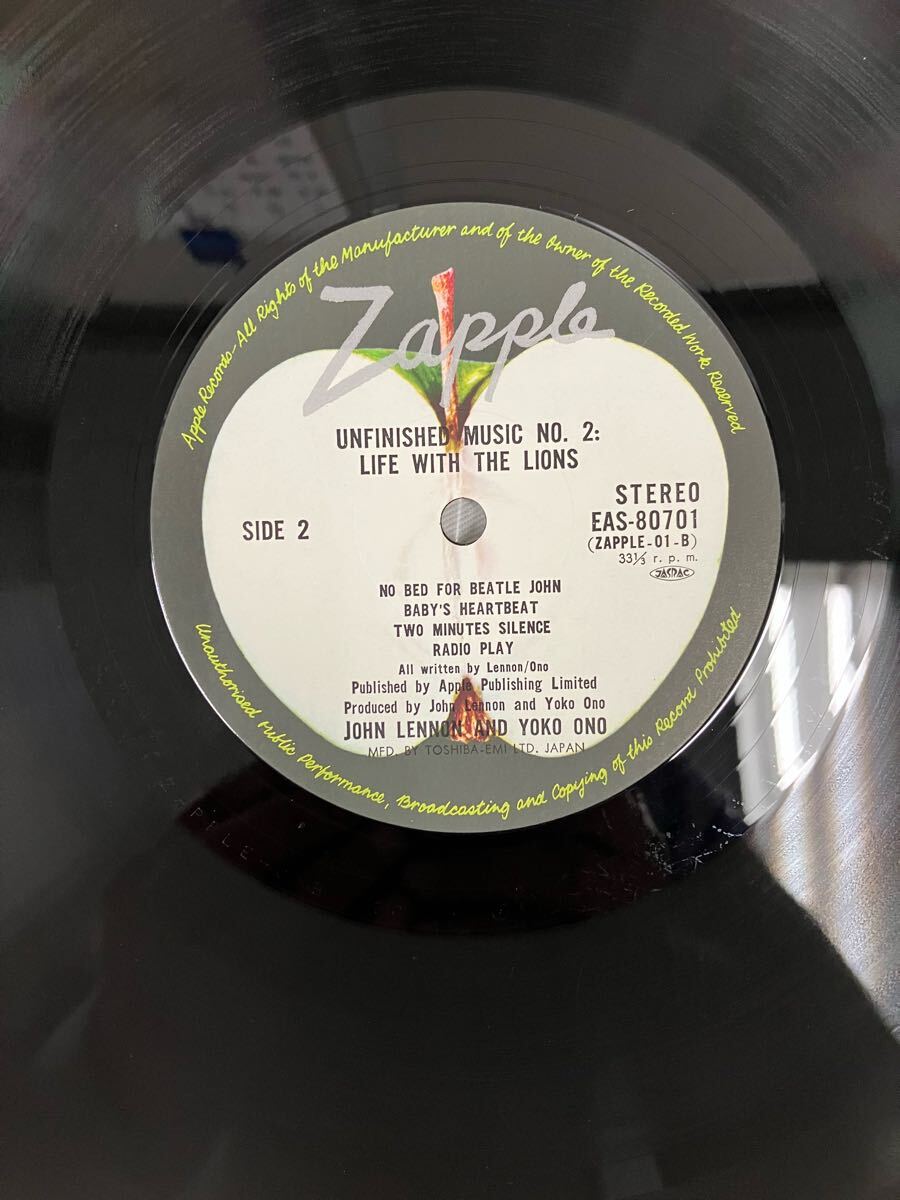 Apple Records-All Rights of the Manufacturer and of the Owner of the Recorded Work Reserved
Zapple
UNFINISHED MUSIC NO. 2:
LIFE WITH THE LIONS
SIDE 2
STEREO
EAS-80701
(ZAPPLE-01-B)
33⅓ r. p. m.
JASRAC
NO BED FOR BEATLE JOHN
BABY'S HEARTBEAT
TWO MINUTES SILENCE
RADIO PLAY
All written by Lennon/Ono
Published by Apple Publishing Limited
Produced by John Lennon and Yoko Ono
JOHN LENNON AND YOKO ONO
MFD. BY TOSHIBA-EMI LTD. JAPAN
Unauthorised Public Performance, Broadcasting and Copying of this Record Prohibited